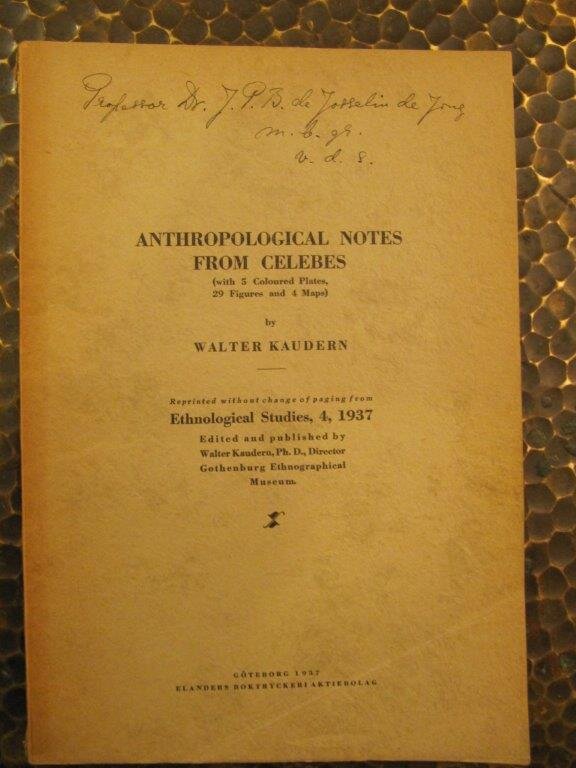 Professor Dr. J. P. B. de Josselin de Jong
m. b. gr.
v. d. s.
ANTHROPOLOGICAL NOTES
FROM CELEBES
(with 5 Coloured Plates,
29 Figures and 4 Maps)
by
WALTER KAUDERN
Reprinted without change of paging from
Ethnological Studies, 4, 1937
Edited and published by
Walter Kaudern, Ph. D., Director
Gothenburg Ethnographical
Museum.
GÖTEBORG 1937
ELANDERS BOKTRYCKERI AKTIEBOLAG